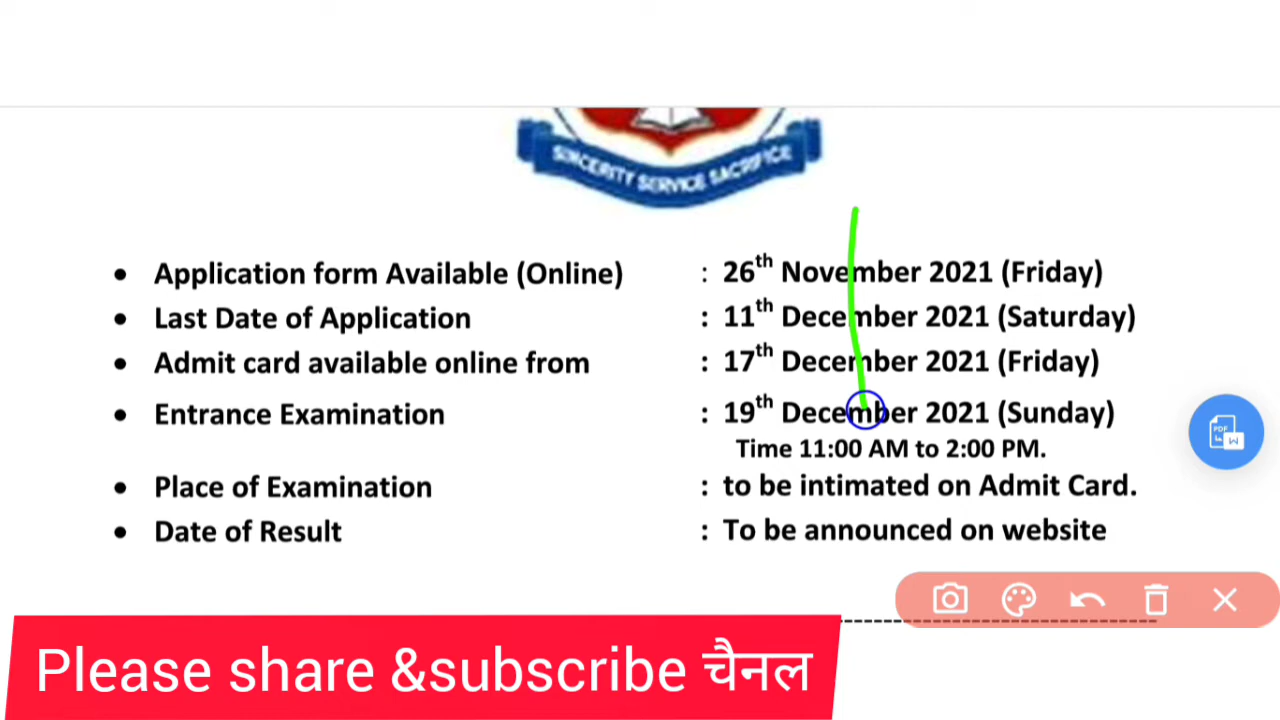 SINCERITY SERVICE SACRIFICE
• Application form Available (Online) : 26th November 2021 (Friday)
• Last Date of Application : 11th December 2021 (Saturday)
• Admit card available online from : 17th December 2021 (Friday)
• Entrance Examination : 19th December 2021 (Sunday)
Time 11:00 AM to 2:00 PM.
• Place of Examination : to be intimated on Admit Card.
• Date of Result : To be announced on website
PDF W
Please share &subscribe चैनल